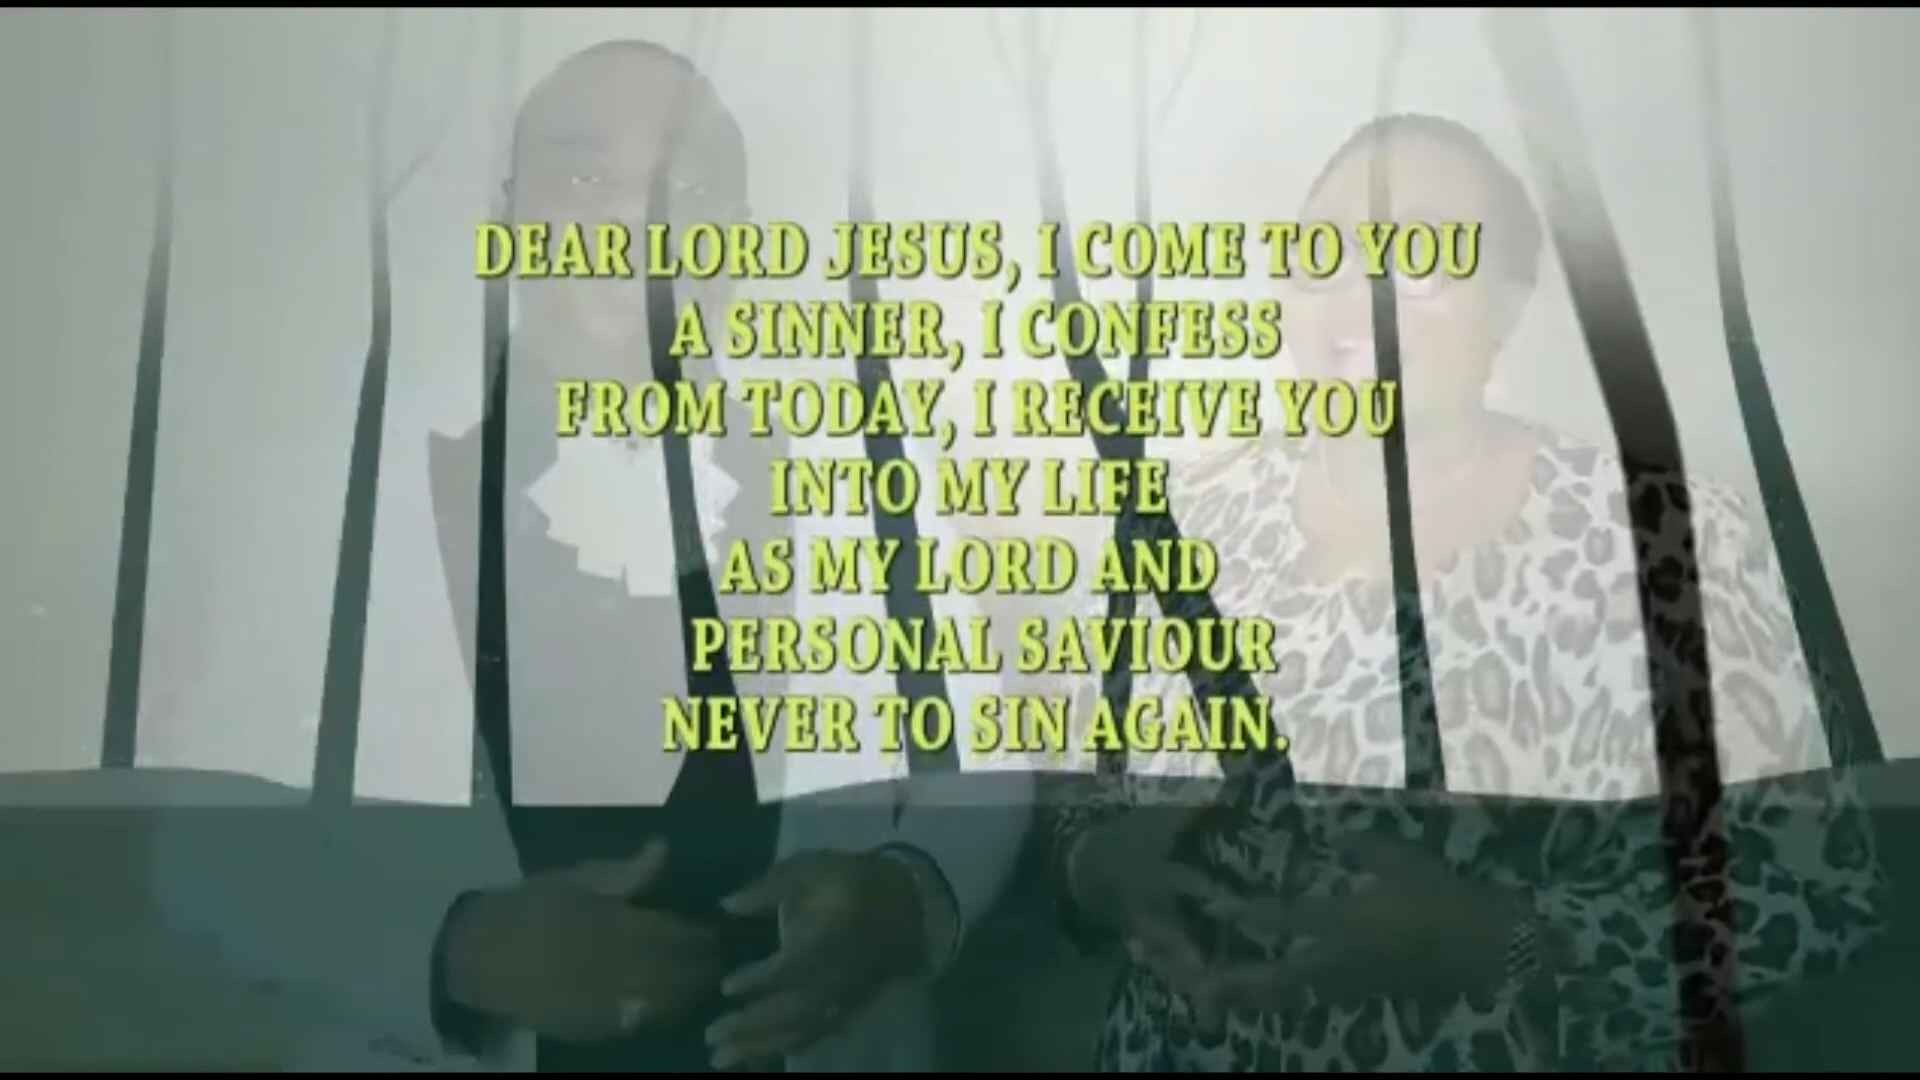 DEAR LORD JESUS, I COME TO YOU
A SINNER, I CONFESS
FROM TODAY, I RECEIVE YOU
INTO MY LIFE
AS MY LORD AND
PERSONAL SAVIOUR
NEVER TO SIN AGAIN.